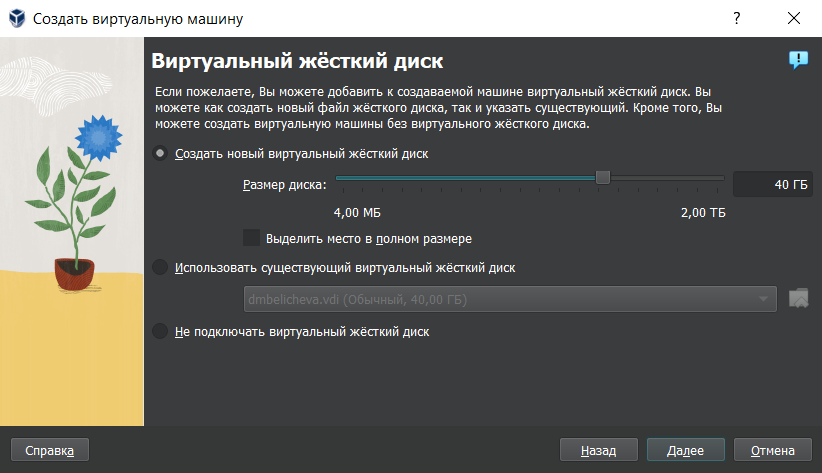 Создать виртуальную машину
?
Виртуальный жёсткий диск
Если пожелаете, Вы можете добавить к создаваемой машине виртуальный жёсткий диск. Вы
можете как создать новый файл жёсткого диска, так и указать существующий. Кроме того, Вы
можете создать виртуальную машины без виртуального жёсткого диска.
Создать новый виртуальный жёсткий диск
Размер диска:
40 ГБ
4,00 МБ 2,00 ТБ
Выделить место в полном размере
Использовать существующий виртуальный жёсткий диск
dmbelicheva.vdi (Обычный, 40,00 ГБ)
Не подключать виртуальный жёсткий диск
Справка Назад Далее Отмена